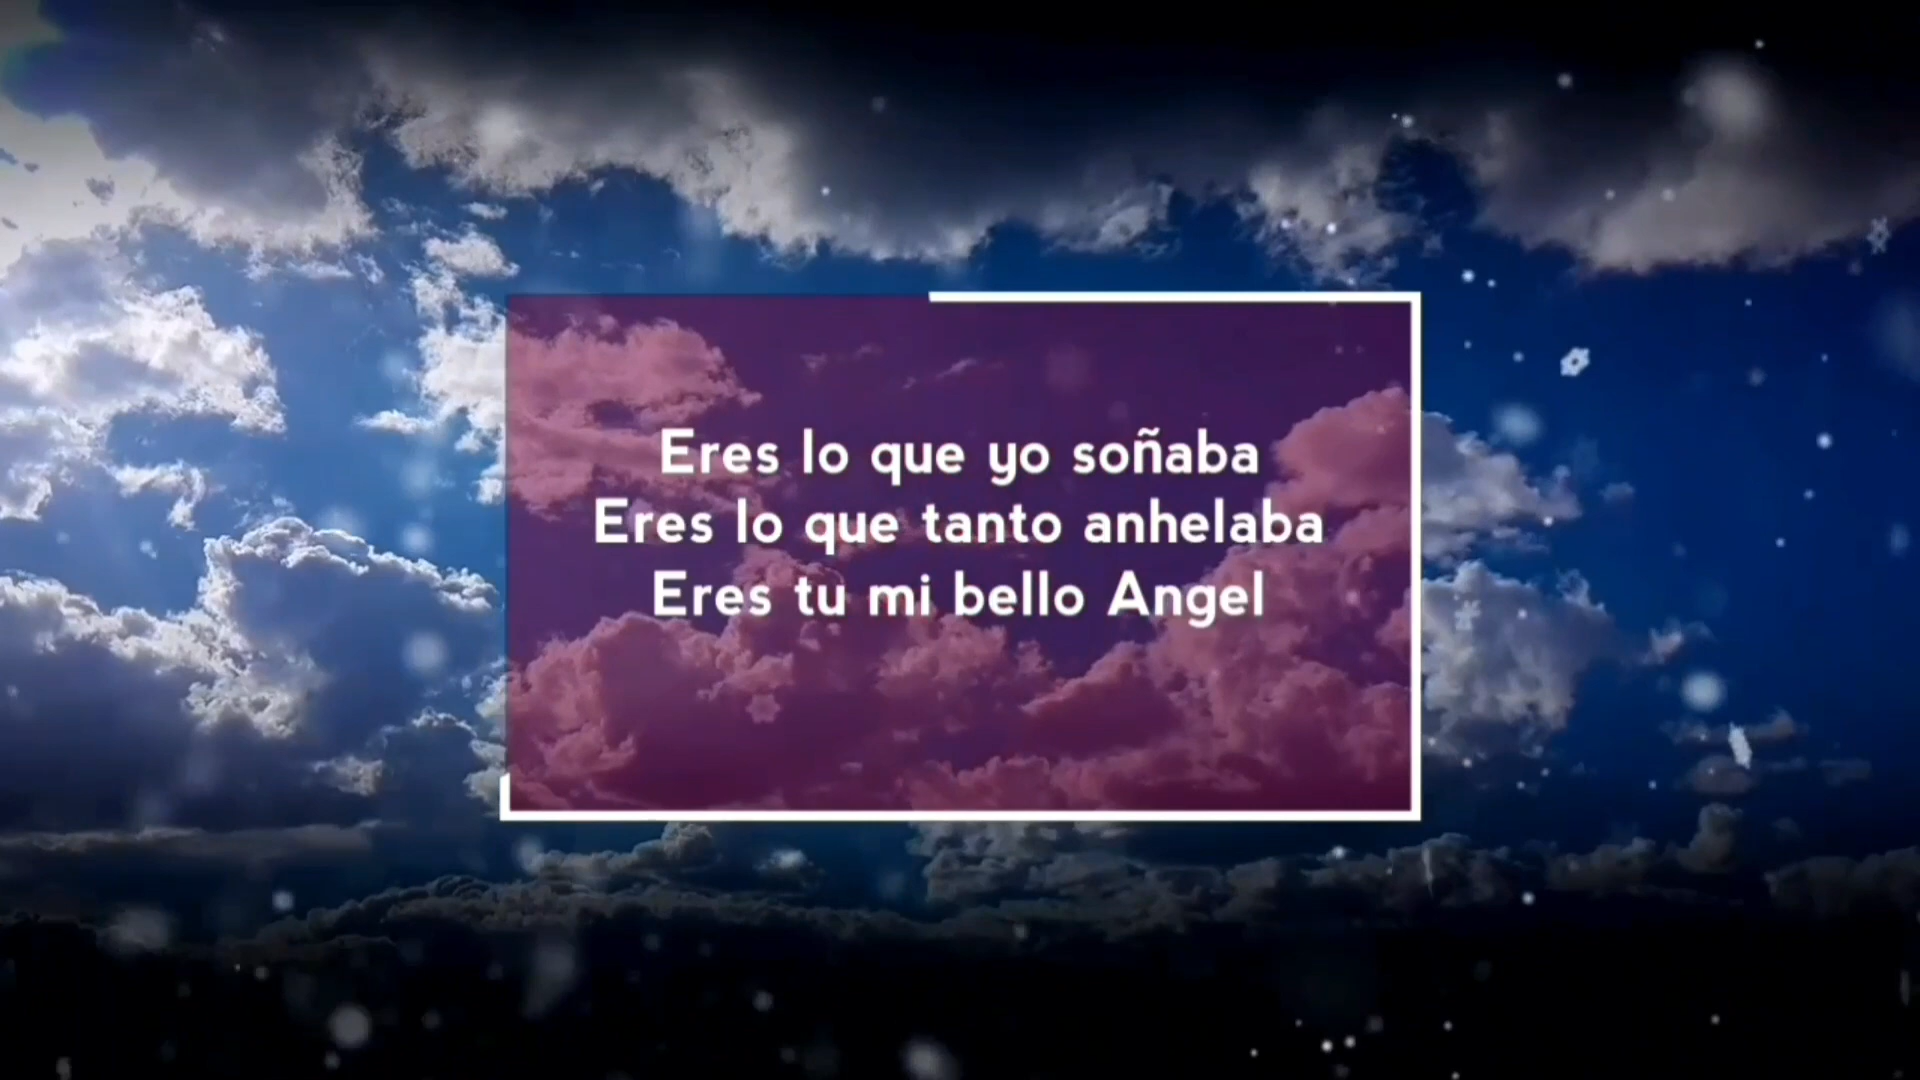 Eres lo que yo soñaba
Eres lo que tanto anhelaba
Eres tu mi bello Angel